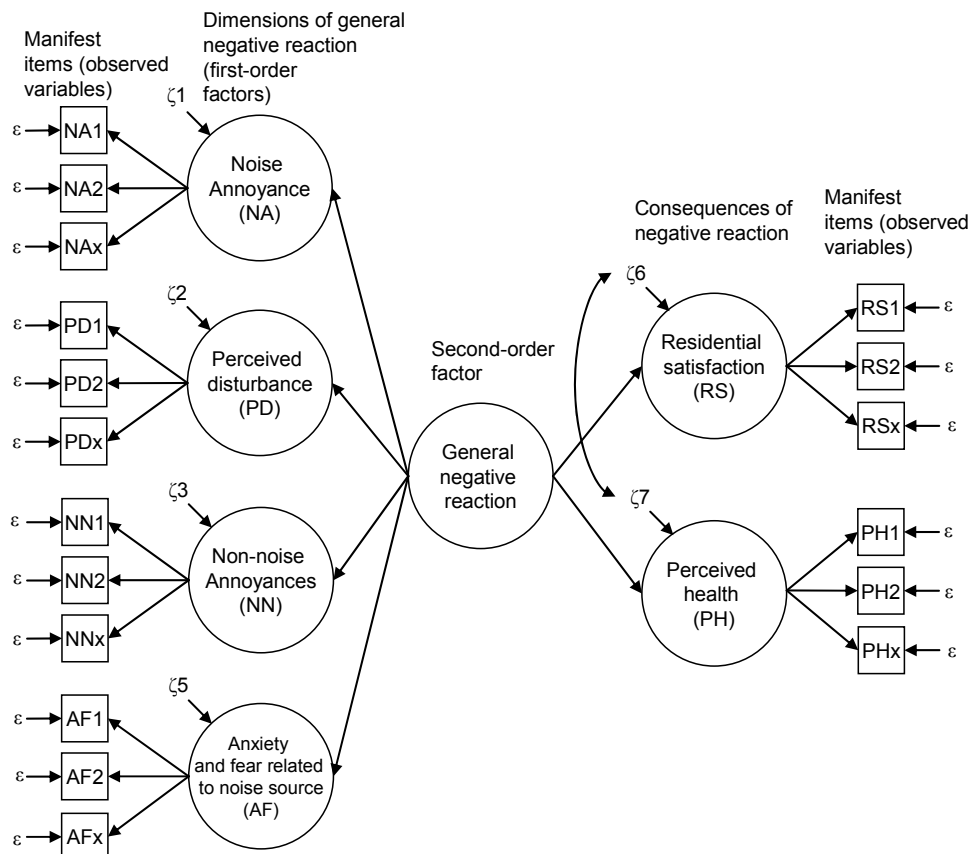 Manifest
items (observed
variables)
Dimensions of general
negative reaction
(first-order
factors)
ζ1
ε
NA1
ε
NA2
ε
NAx
Noise
Annoyance
(NA)
ζ2
ε
PD1
ε
PD2
ε
PDx
Perceived
disturbance
(PD)
ζ3
ε
NN1
ε
NN2
ε
NNx
Non-noise
Annoyances
(NN)
ζ5
ε
AF1
ε
AF2
ε
AFx
Anxiety
and fear related
to noise source
(AF)
Second-order
factor
General
negative
reaction
Consequences of
negative reaction
Manifest
items (observed
variables)
ζ6
Residential
satisfaction
(RS)
RS1
ε
RS2
ε
RSx
ε
ζ7
Perceived
health
(PH)
PH1
ε
PH2
ε
PHx
ε